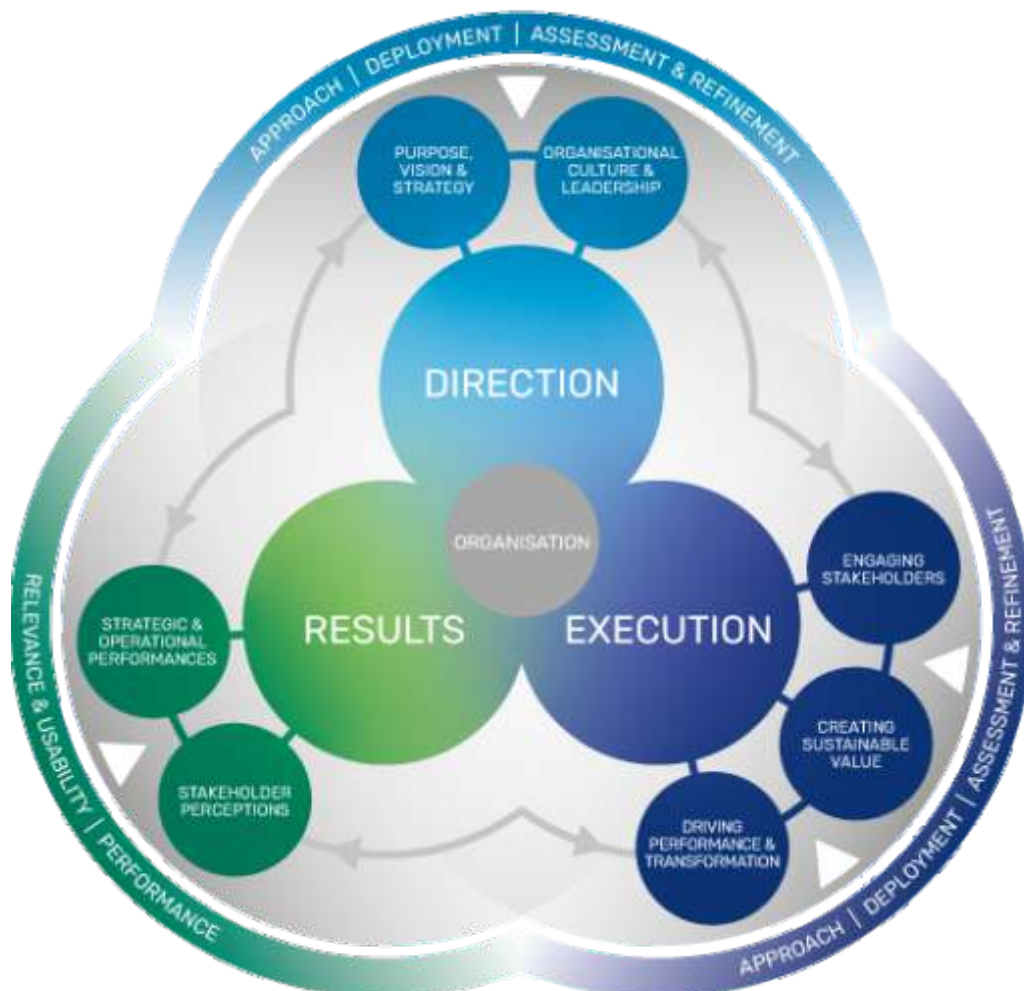 APPROACH | DEPLOYMENT | ASSESSMENT & REFINEMENT
PURPOSE,
VISION &
STRATEGY
ORGANISATIONAL
CULTURE &
LEADERSHIP
DIRECTION
ORGANISATION
RESULTS
EXECUTION
ENGAGING
STAKEHOLDERS
CREATING
SUSTAINABLE
VALUE
DRIVING
PERFORMANCE &
TRANSFORMATION
APPROACH | DEPLOYMENT | ASSESSMENT & REFINEMENT
STRATEGIC &
OPERATIONAL
PERFORMANCES
STAKEHOLDER
PERCEPTIONS
RELEVANCE & USABILITY | PERFORMANCE